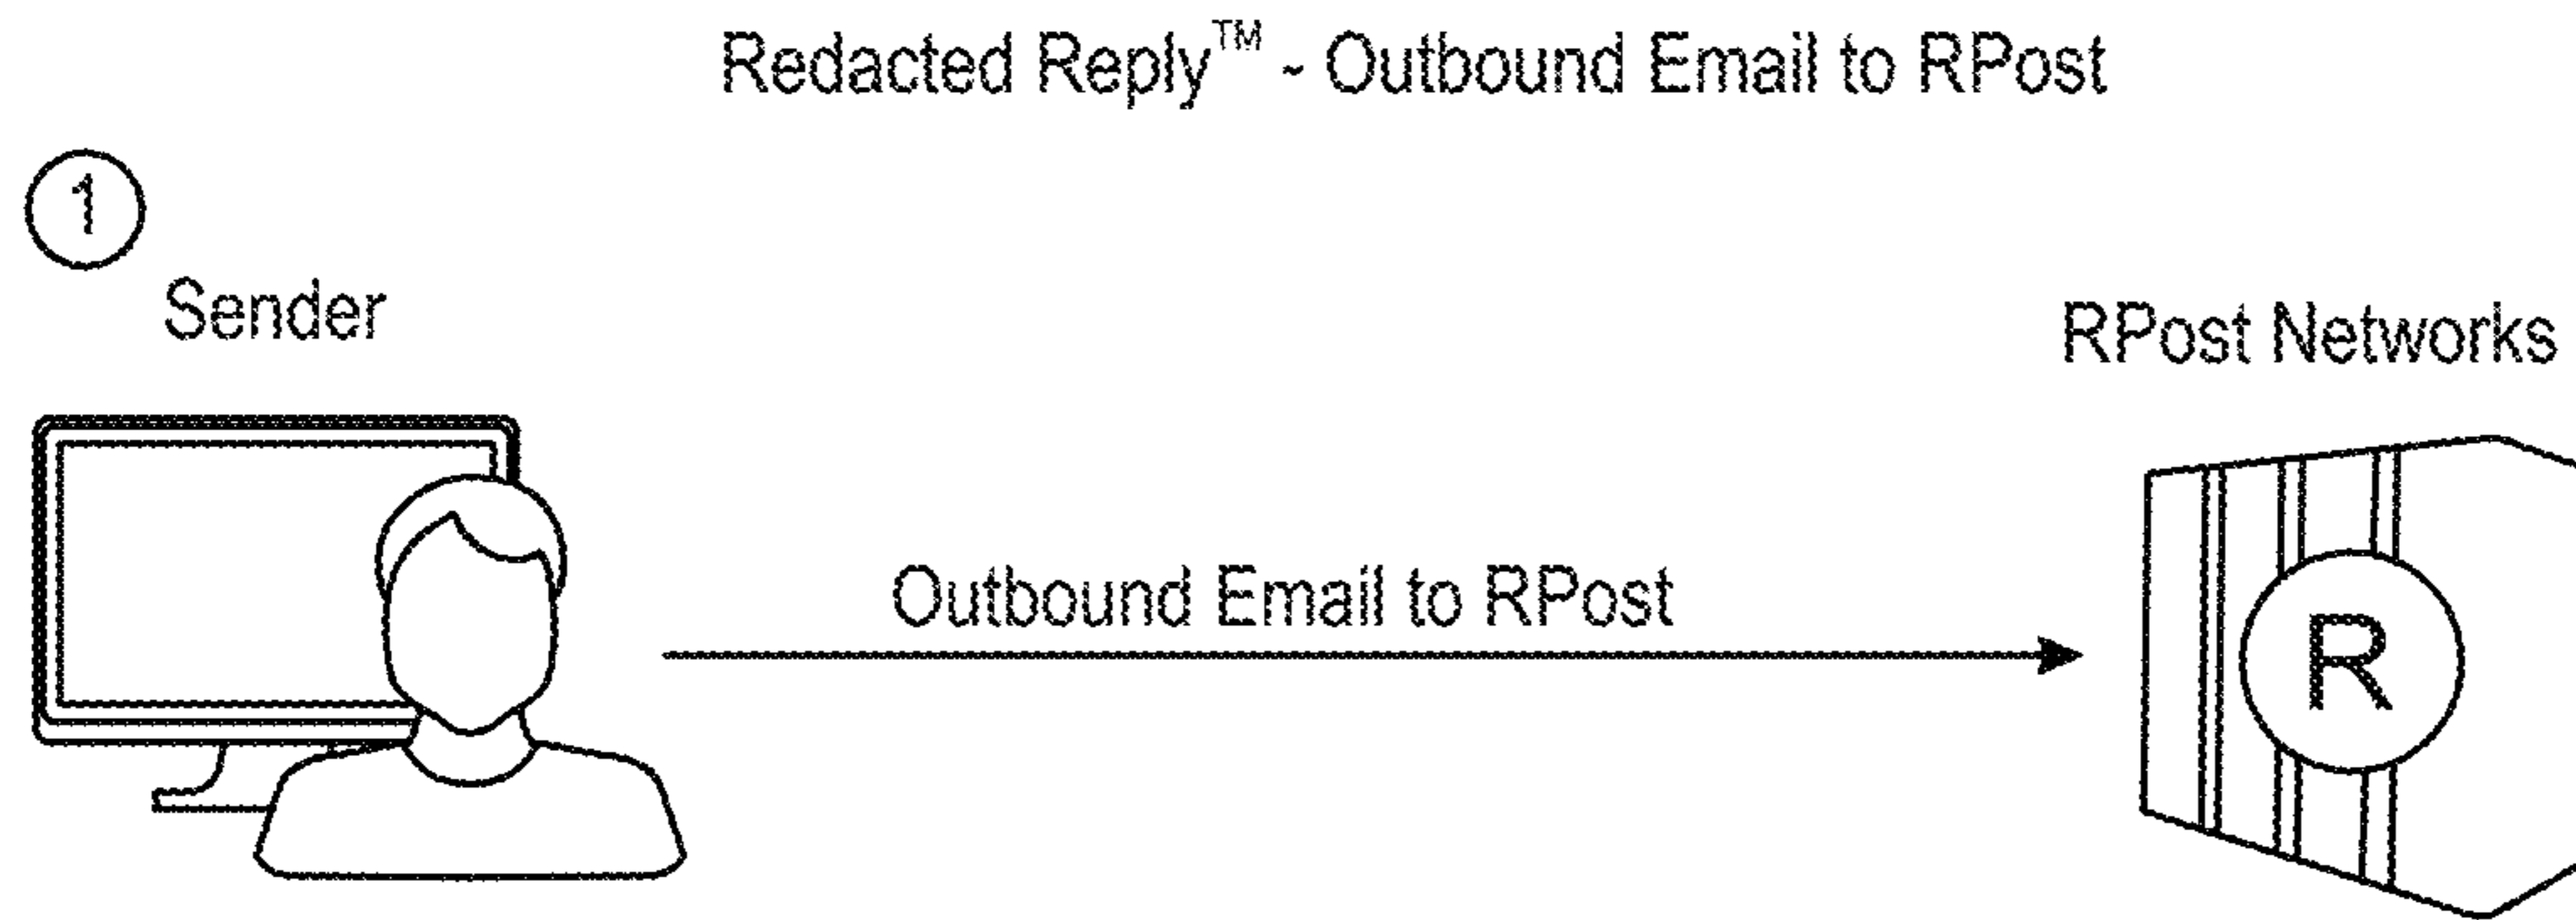 Redacted Reply™ - Outbound Email to RPost
1
Sender
RPost Networks
Outbound Email to RPost
R